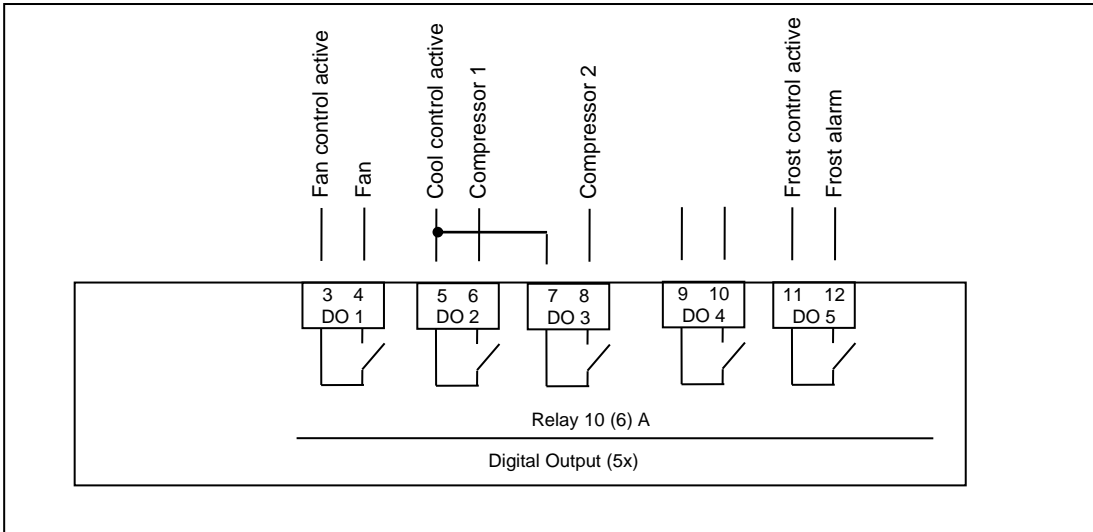 Fan control active
Fan
Cool control active
Compressor 1
Compressor 2
Frost control active
Frost alarm
3 4
DO 1
5 6
DO 2
7 8
DO 3
9 10
DO 4
11 12
DO 5
Relay 10 (6) A
Digital Output (5x)